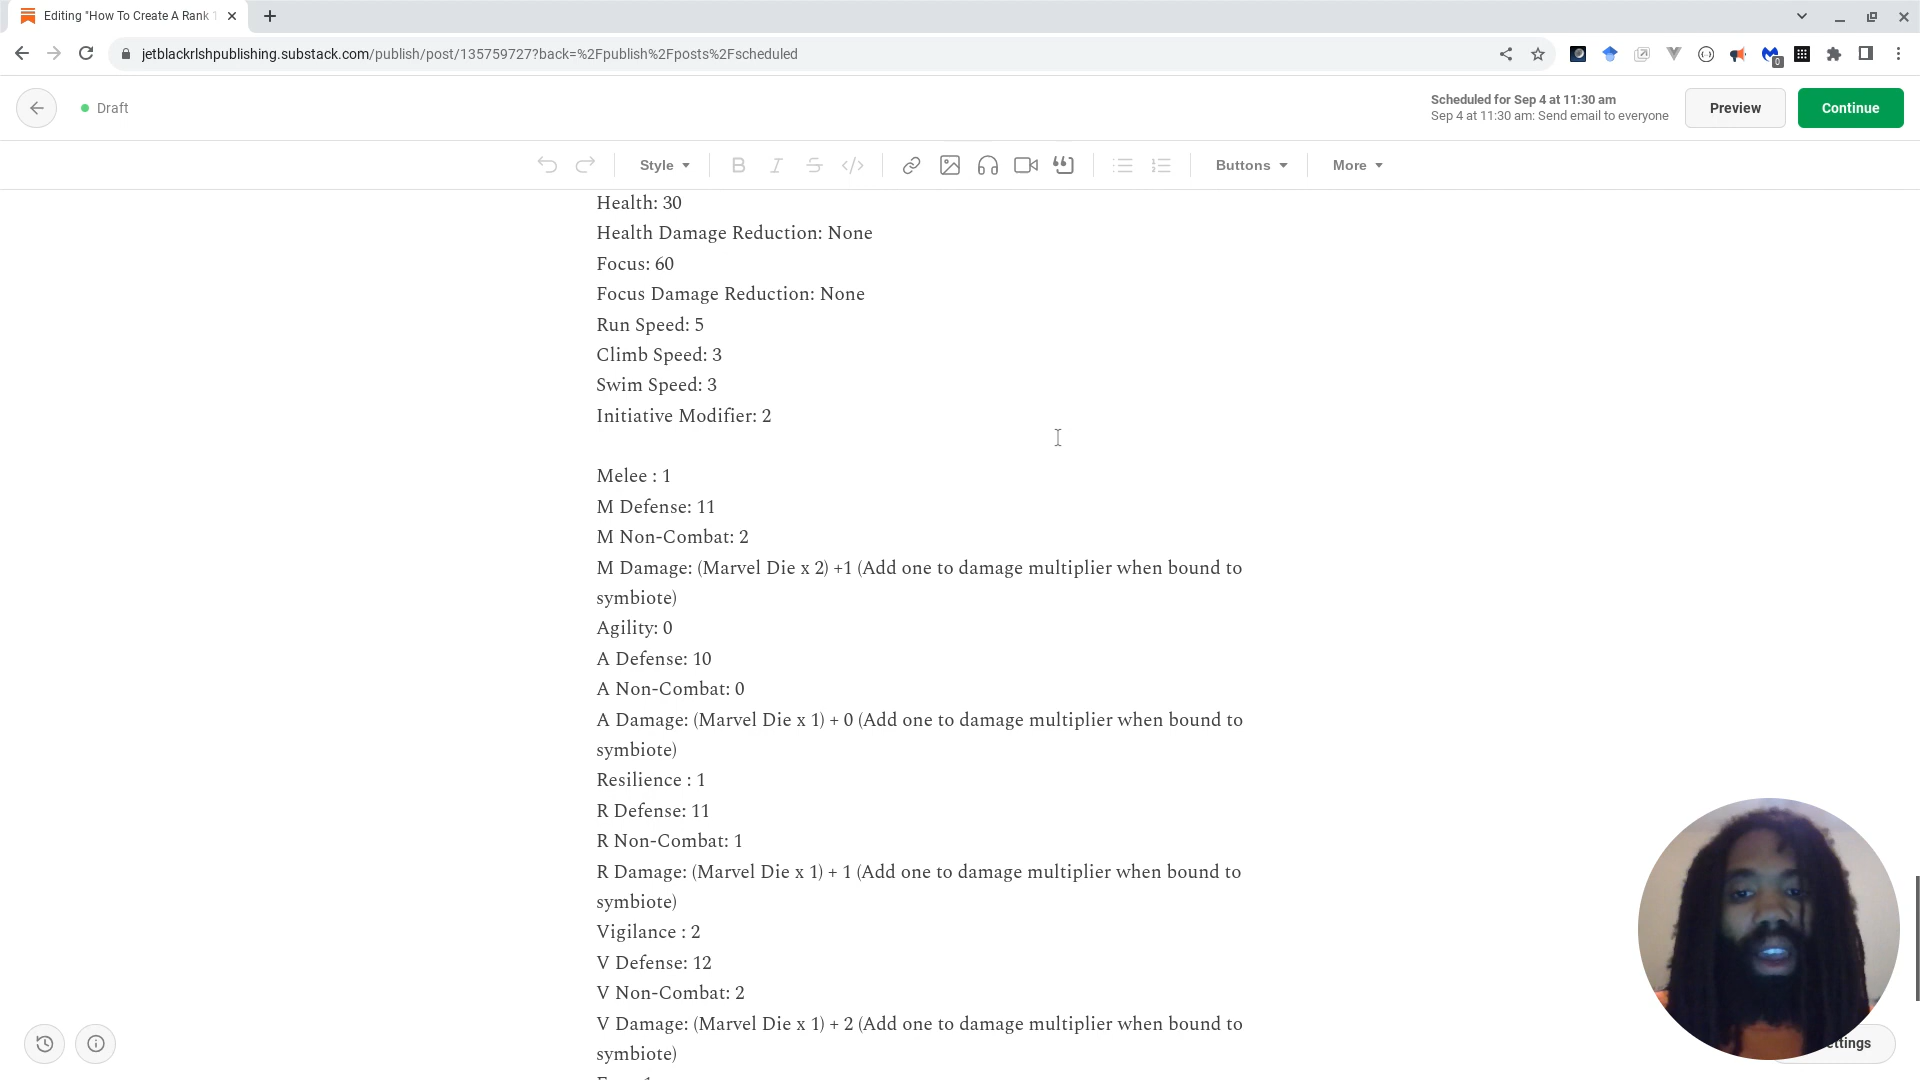 Editing "How To Create A Rank 1
jetblackrlshpublishing.substack.com/publish/post/135759727?back=%2Fpublish%2Fposts%2Fscheduled
0
Draft
Scheduled for Sep 4 at 11:30 am
Sep 4 at 11:30 am: Send email to everyone
Preview
Continue
Style
Buttons
More
Health: 30
Health Damage Reduction: None
Focus: 60
Focus Damage Reduction: None
Run Speed: 5
Climb Speed: 3
Swim Speed: 3
Initiative Modifier: 2
Melee : 1
M Defense: 11
M Non-Combat: 2
M Damage: (Marvel Die x 2) +1 (Add one to damage multiplier when bound to
symbiote)
Agility: 0
A Defense: 10
A Non-Combat: 0
A Damage: (Marvel Die x 1) + 0 (Add one to damage multiplier when bound to
symbiote)
Resilience : 1
R Defense: 11
R Non-Combat: 1
R Damage: (Marvel Die x 1) + 1 (Add one to damage multiplier when bound to
symbiote)
Vigilance : 2
V Defense: 12
V Non-Combat: 2
V Damage: (Marvel Die x 1) + 2 (Add one to damage multiplier when bound to
symbiote)
ettings